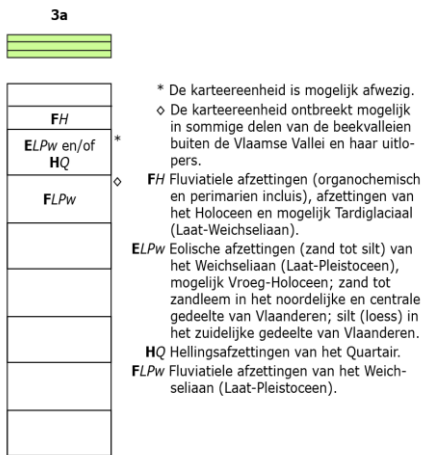 3a
* De karteereenheid is mogelijk afwezig.
◊ De karteereenheid ontbreekt mogelijk
in sommige delen van de beekvalleien
buiten de Vlaamse Vallei en haar uitlo-
pers.
FH
ELPw en/of
HQ
*
FLPw
◊
FH Fluviatiele afzettingen (organochemisch
en perimarien incluis), afzettingen van
het Holoceen en mogelijk Tardiglaciaal
(Laat-Weichseliaan).
ELPw Eolische afzettingen (zand tot silt) van
het Weichseliaan (Laat-Pleistoceen),
mogelijk Vroeg-Holoceen; zand tot
zandleem in het noordelijke en centrale
gedeelte van Vlaanderen; silt (loess) in
het zuidelijke gedeelte van Vlaanderen.
HQ Hellingsafzettingen van het Quartair.
FLPw Fluviatiele afzettingen van het Weich-
seliaan (Laat-Pleistoceen).